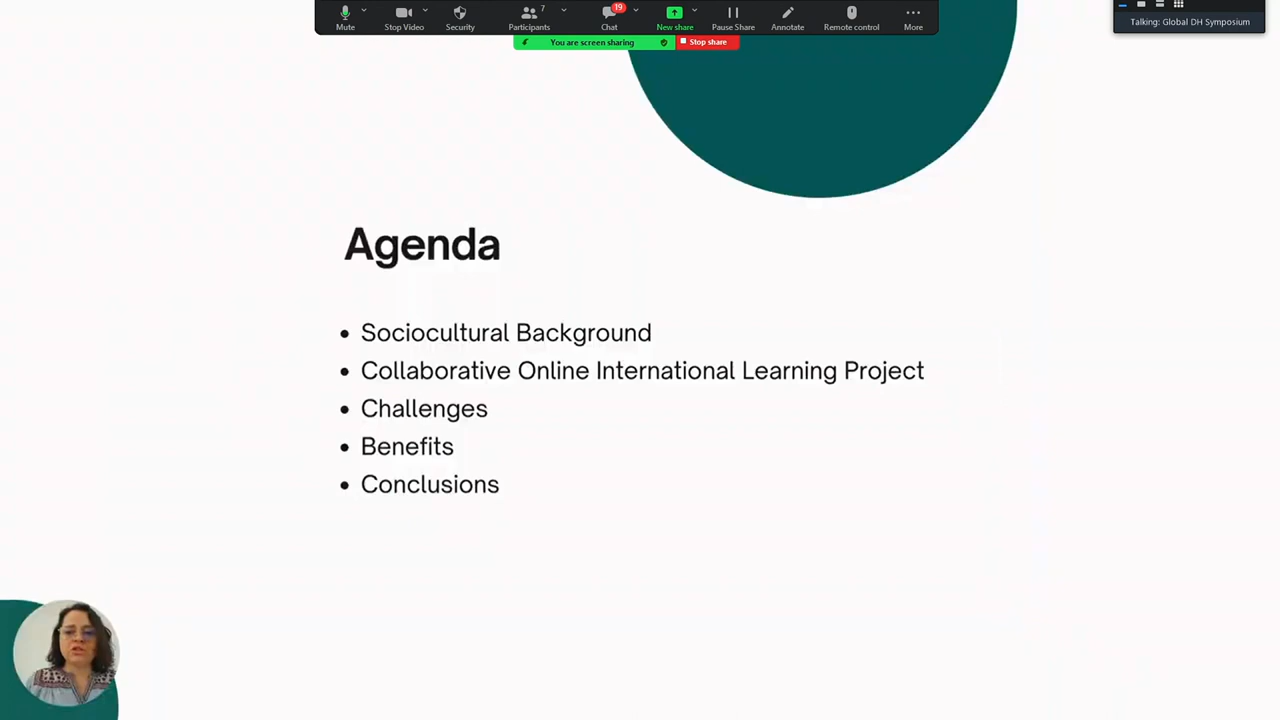 7
19
Mute
Stop Video
Security
Participants
Chat
New share
Pause Share
Annotate
Remote control
More
Talking: Global DH Symposium
You are screen sharing
Stop share
Agenda
• Sociocultural Background
• Collaborative Online International Learning Project
• Challenges
• Benefits
• Conclusions